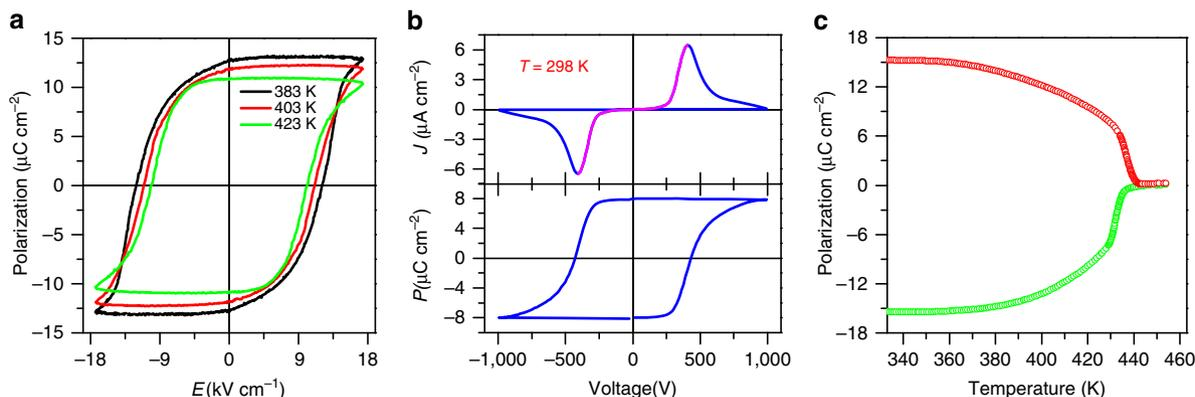 a
15
10
5
0
−5
−10
−15
Polarization (μC cm−2)
383 K
403 K
423 K
−18 −9 0 9 18
E(kV cm−1)
b
6
3
0
−3
−6
J (μA cm−2)
T = 298 K
8
4
0
−4
−8
P(μC cm−2)
−1,000 −500 0 500 1,000
Voltage(V)
c
18
12
6
0
−6
−12
−18
Polarization (μC cm−2)
340 360 380 400 420 440 460
Temperature (K)